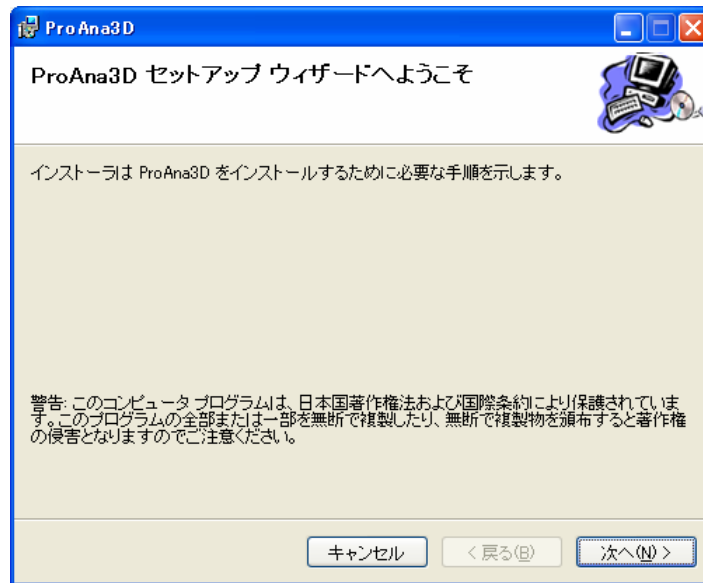 ProAna3D
ProAna3D セットアップ ウィザードへようこそ
インストーラは ProAna3D をインストールするために必要な手順を示します。
警告: このコンピュータ プログラムは、日本国著作権法および国際条約により保護されていま
す。このプログラムの全部または一部を無断で複製したり、無断で複製物を頒布すると著作権
の侵害となりますのでご注意ください。
キャンセル
< 戻る(B)
次へ(N) >